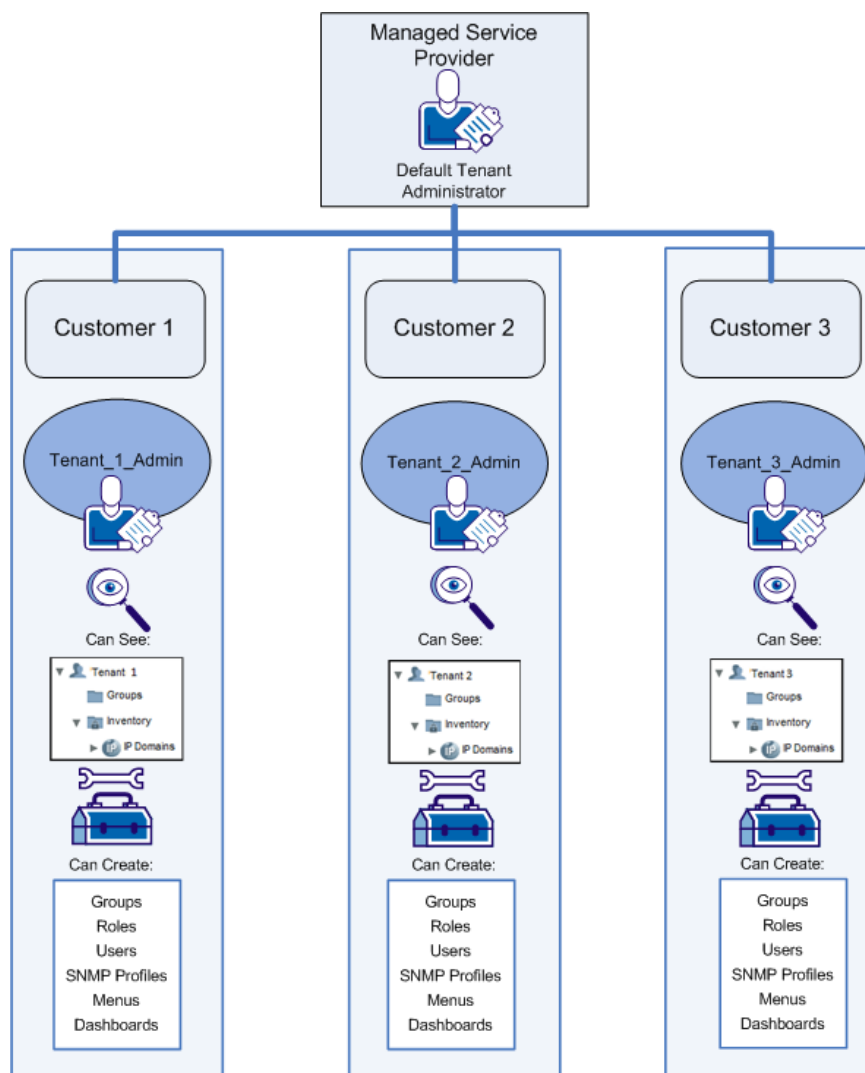 Managed Service
Provider
Default Tenant
Administrator
Customer 1
Tenant_1_Admin
Can See:
Tenant 1
Groups
Inventory
IP
IP Domains
Can Create:
Groups
Roles
Users
SNMP Profiles
Menus
Dashboards
Customer 2
Tenant_2_Admin
Can See:
Tenant 2
Groups
Inventory
IP
IP Domains
Can Create:
Groups
Roles
Users
SNMP Profiles
Menus
Dashboards
Customer 3
Tenant_3_Admin
Can See:
Tenant 3
Groups
Inventory
IP
IP Domains
Can Create:
Groups
Roles
Users
SNMP Profiles
Menus
Dashboards